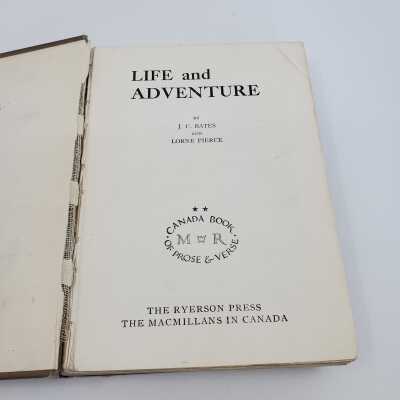 LIFE and
ADVENTURE
BY
J. C. BATES
AND
LORNE PIERCE
★ ★
CANADA BOOK
M R
OF PROSE & VERSE
THE RYERSON PRESS
THE MACMILLANS IN CANADA